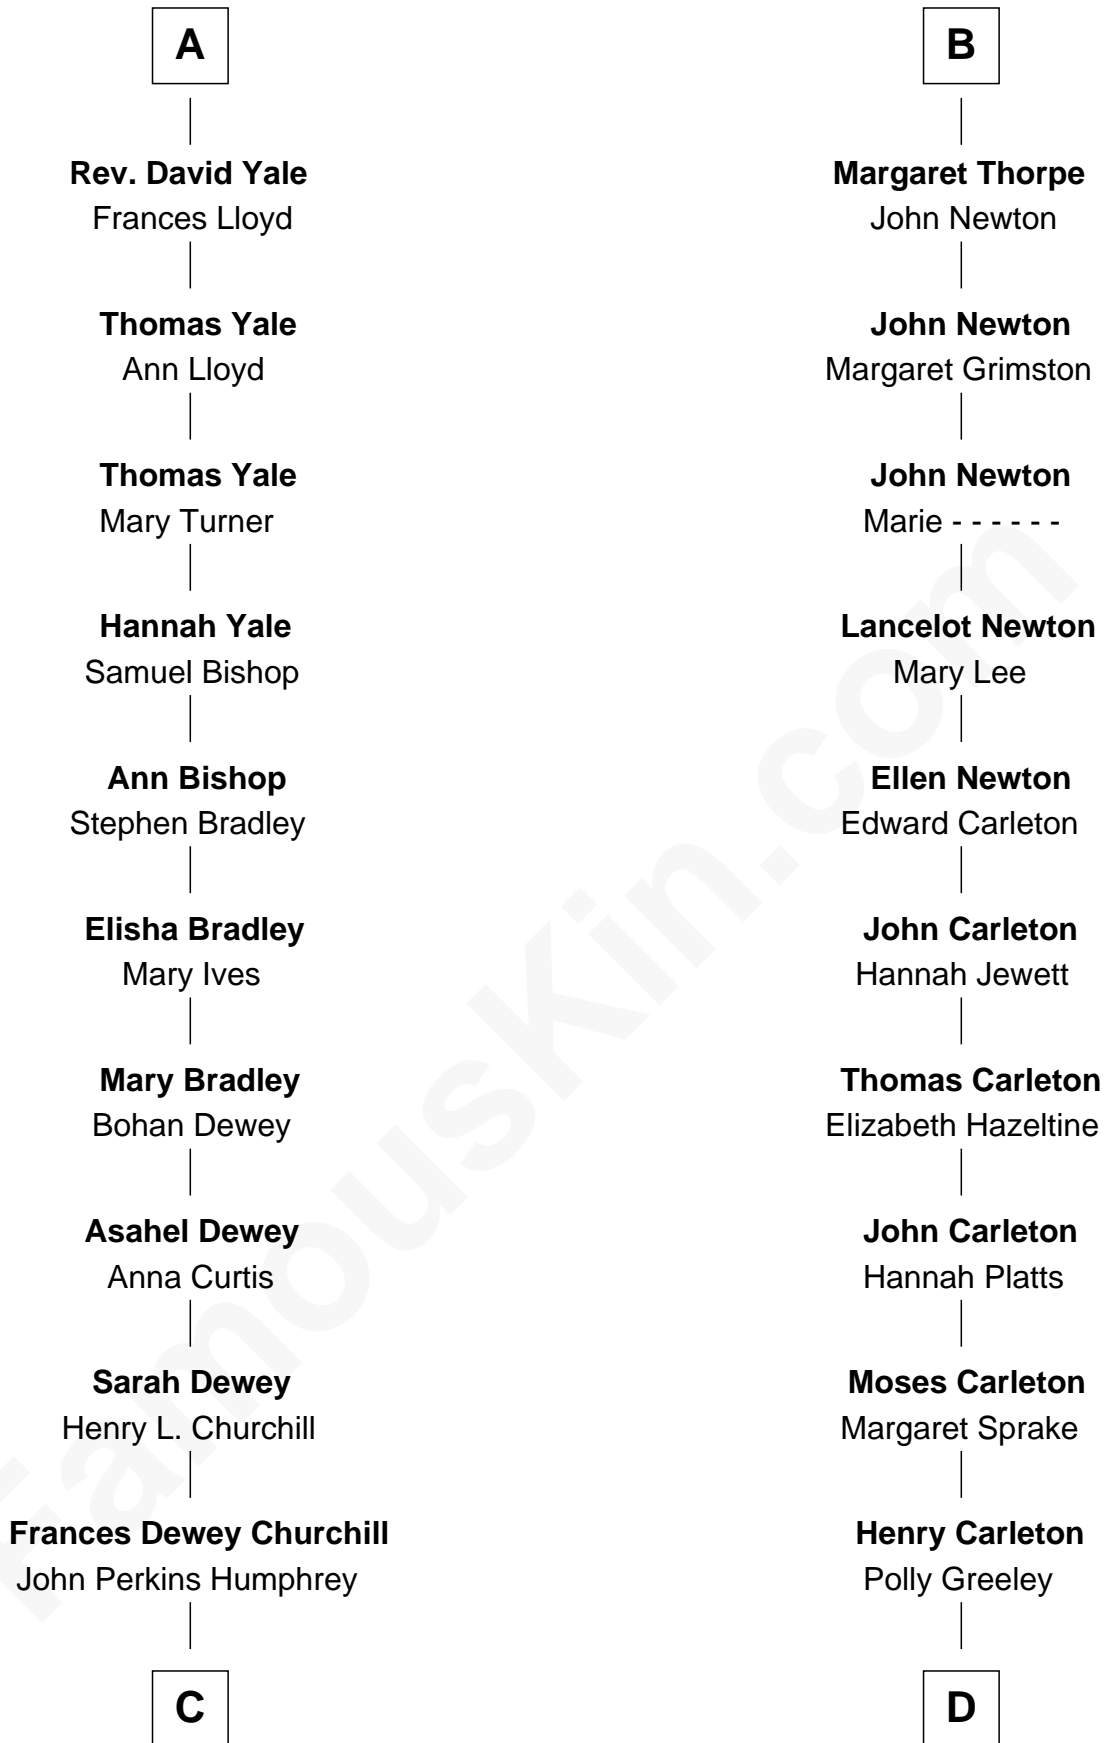 A
Rev. David Yale
Frances Lloyd
Thomas Yale
Ann Lloyd
Thomas Yale
Mary Turner
Hannah Yale
Samuel Bishop
Ann Bishop
Stephen Bradley
Elisha Bradley
Mary Ives
Mary Bradley
Bohan Dewey
Asahel Dewey
Anna Curtis
Sarah Dewey
Henry L. Churchill
Frances Dewey Churchill
John Perkins Humphrey
C
B
Margaret Thorpe
John Newton
John Newton
Margaret Grimston
John Newton
Marie - - - - - -
Lancelot Newton
Mary Lee
Ellen Newton
Edward Carleton
John Carleton
Hannah Jewett
Thomas Carleton
Elizabeth Hazeltine
John Carleton
Hannah Platts
Moses Carleton
Margaret Sprake
Henry Carleton
Polly Greeley
D
FamousKin.com